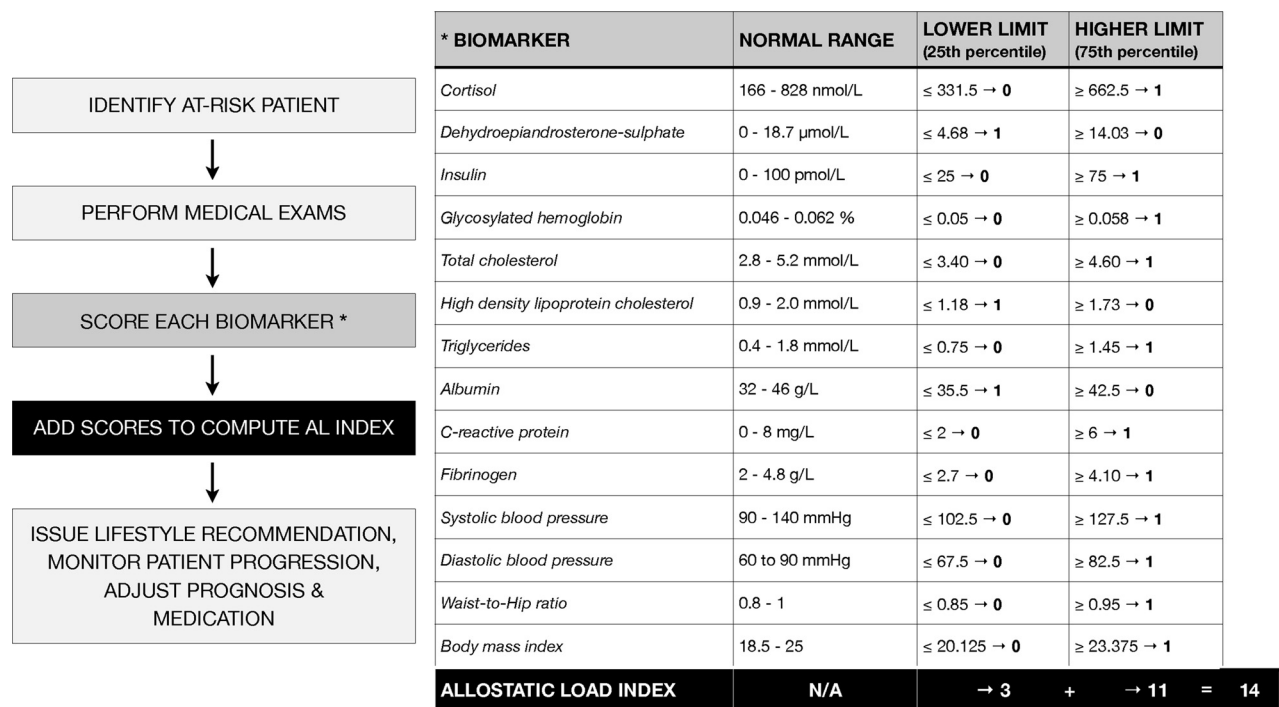 IDENTIFY AT-RISK PATIENT
PERFORM MEDICAL EXAMS
SCORE EACH BIOMARKER *
ADD SCORES TO COMPUTE AL INDEX
ISSUE LIFESTYLE RECOMMENDATION,
MONITOR PATIENT PROGRESSION,
ADJUST PROGNOSIS &
MEDICATION
* BIOMARKER NORMAL RANGE LOWER LIMIT (25th percentile) HIGHER LIMIT (75th percentile)
Cortisol 166 - 828 nmol/L ≤ 331.5 → 0 ≥ 662.5 → 1
Dehydroepiandrosterone-sulphate 0 - 18.7 µmol/L ≤ 4.68 → 1 ≥ 14.03 → 0
Insulin 0 - 100 pmol/L ≤ 25 → 0 ≥ 75 → 1
Glycosylated hemoglobin 0.046 - 0.062 % ≤ 0.05 → 0 ≥ 0.058 → 1
Total cholesterol 2.8 - 5.2 mmol/L ≤ 3.40 → 0 ≥ 4.60 → 1
High density lipoprotein cholesterol 0.9 - 2.0 mmol/L ≤ 1.18 → 1 ≥ 1.73 → 0
Triglycerides 0.4 - 1.8 mmol/L ≤ 0.75 → 0 ≥ 1.45 → 1
Albumin 32 - 46 g/L ≤ 35.5 → 1 ≥ 42.5 → 0
C-reactive protein 0 - 8 mg/L ≤ 2 → 0 ≥ 6 → 1
Fibrinogen 2 - 4.8 g/L ≤ 2.7 → 0 ≥ 4.10 → 1
Systolic blood pressure 90 - 140 mmHg ≤ 102.5 → 0 ≥ 127.5 → 1
Diastolic blood pressure 60 to 90 mmHg ≤ 67.5 → 0 ≥ 82.5 → 1
Waist-to-Hip ratio 0.8 - 1 ≤ 0.85 → 0 ≥ 0.95 → 1
Body mass index 18.5 - 25 ≤ 20.125 → 0 ≥ 23.375 → 1
ALLOSTATIC LOAD INDEX N/A → 3 + → 11 = 14